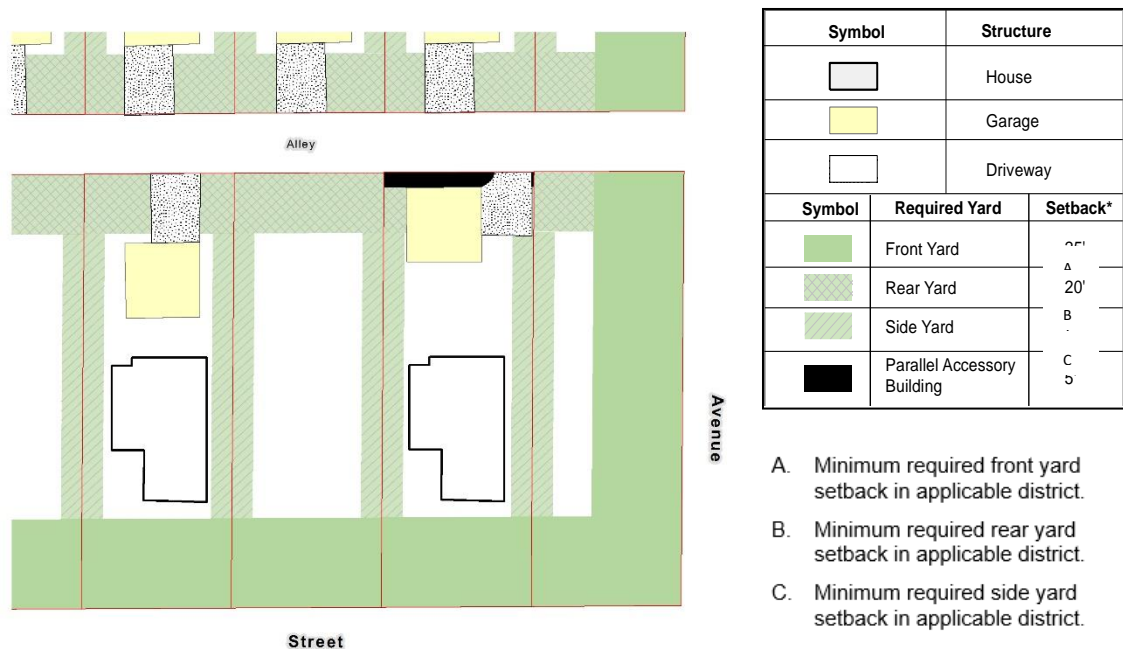 Alley
Avenue
Street
Symbol Structure
House
Garage
Driveway
Symbol Required Yard Setback*
Front Yard
A
Rear Yard 20'
B
Side Yard
C
Parallel Accessory
Building 5'
A. Minimum required front yard
setback in applicable district.
B. Minimum required rear yard
setback in applicable district.
C. Minimum required side yard
setback in applicable district.